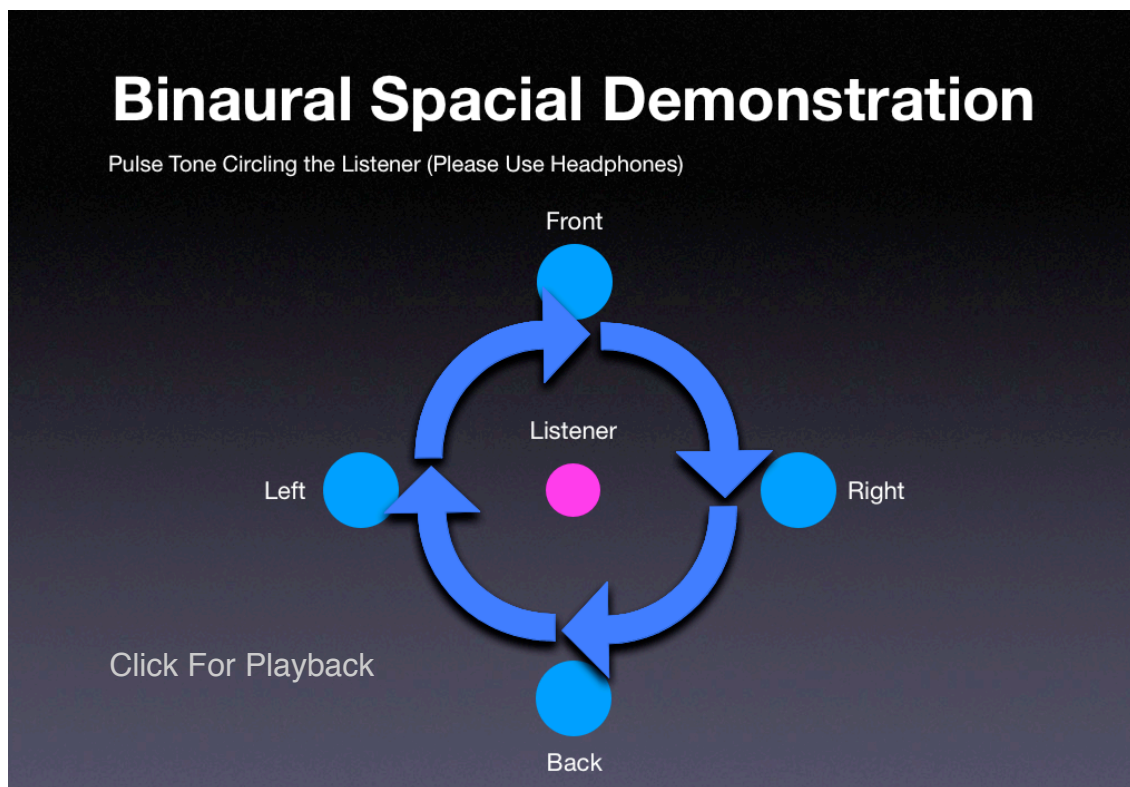 Binaural Spacial Demonstration
Pulse Tone Circling the Listener (Please Use Headphones)
Front
Listener
Left
Right
Click For Playback
Back